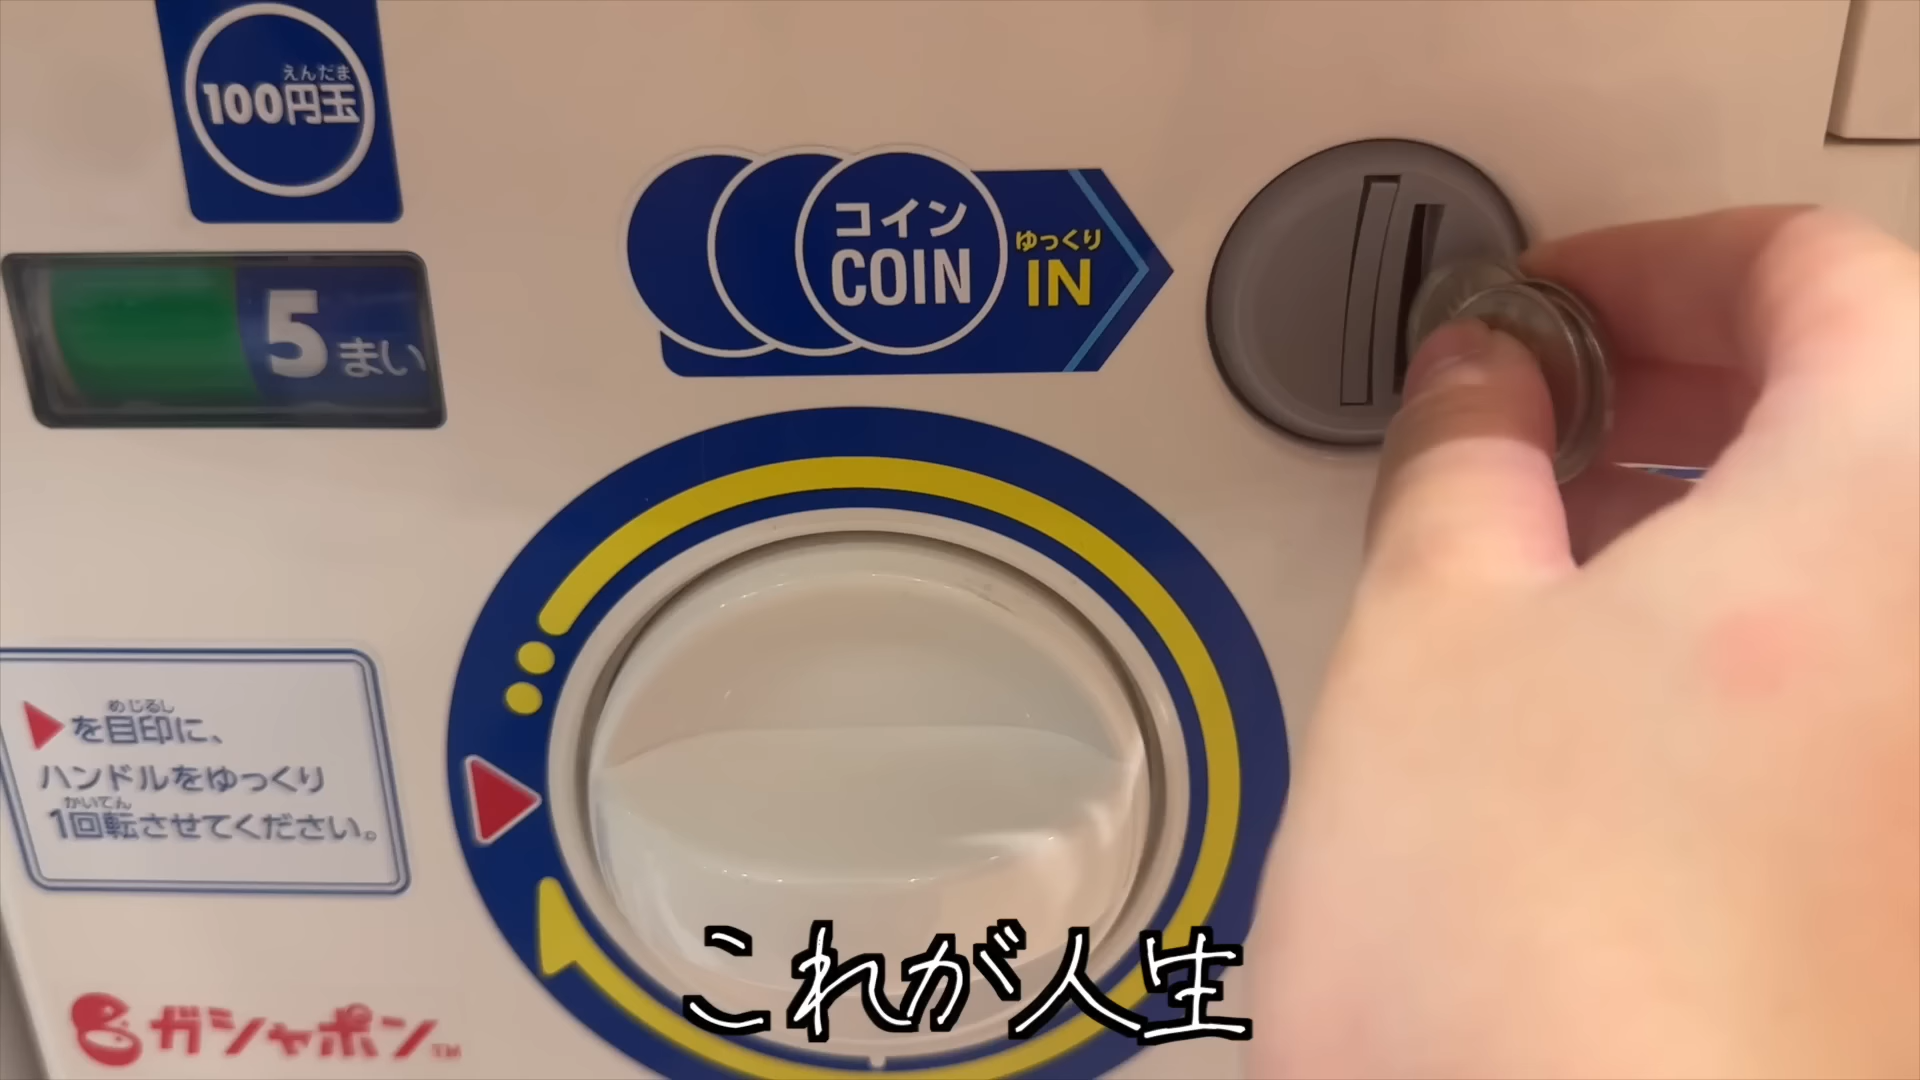 えんだま
100円玉
コイン
COIN
ゆっくり
IN
5まい
めじるし
を目印に、
ハンドルをゆっくり
かいてん
1回転させてください。
ガシャポン™
これが人生